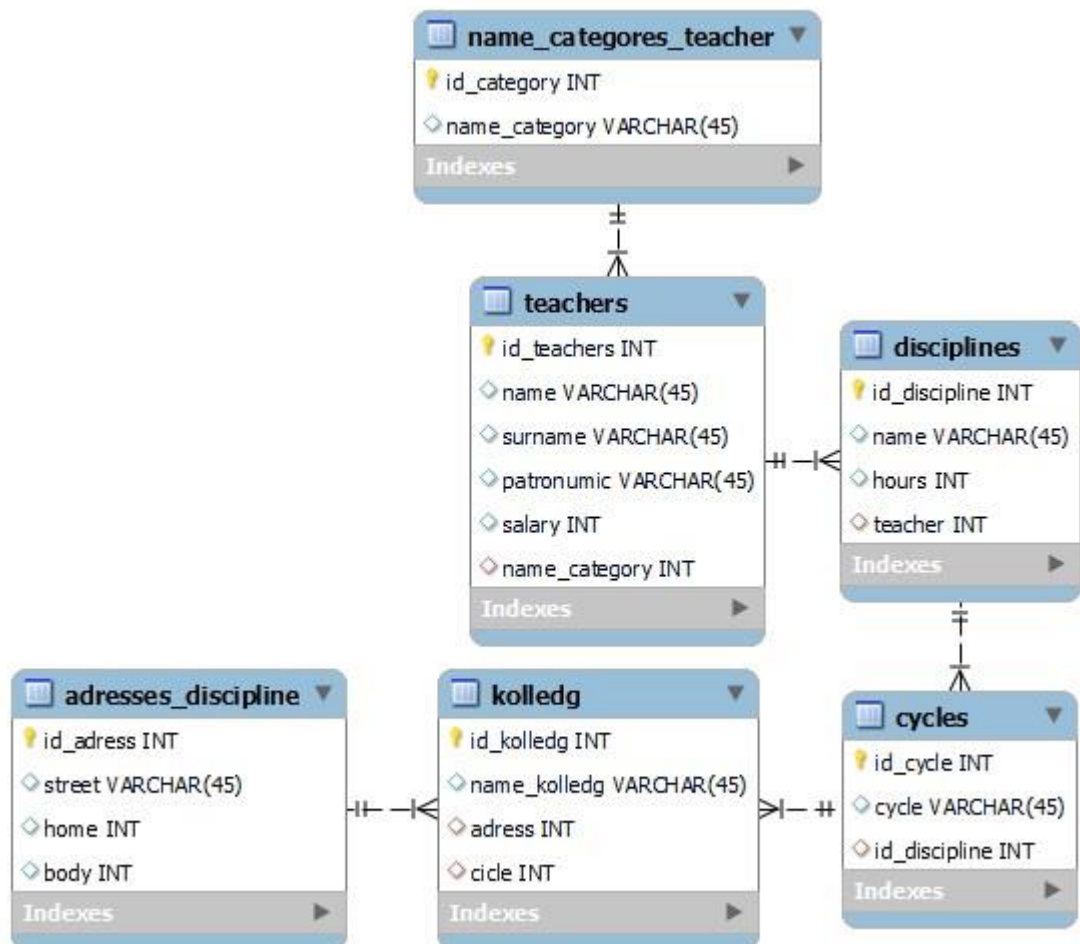 name_categores_teacher
id_category INT
name_category VARCHAR(45)
Indexes
teachers
id_teachers INT
name VARCHAR(45)
surname VARCHAR(45)
patronumic VARCHAR(45)
salary INT
name_category INT
Indexes
disciplines
id_discipline INT
name VARCHAR(45)
hours INT
teacher INT
Indexes
adresses_discipline
id_adress INT
street VARCHAR(45)
home INT
body INT
Indexes
kolledg
id_kolledg INT
name_kolledg VARCHAR(45)
adress INT
cicle INT
Indexes
cycles
id_cycle INT
cycle VARCHAR(45)
id_discipline INT
Indexes